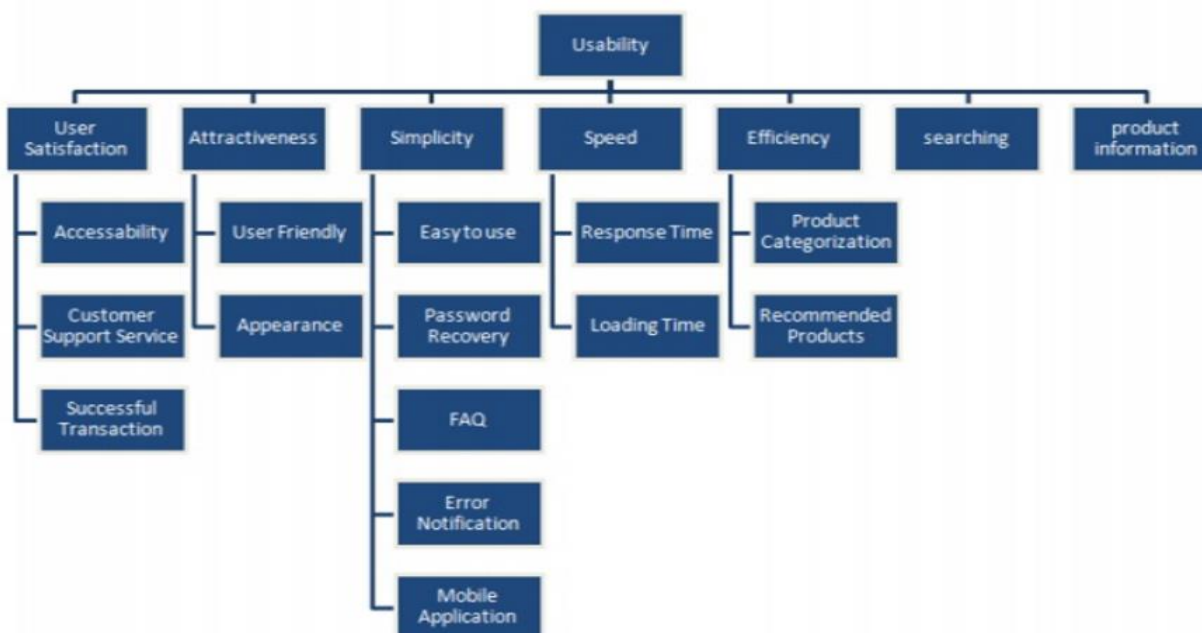 Usability
User
Satisfaction
Attractiveness
Simplicity
Speed
Efficiency
searching
product
information
Accessability
Customer
Support Service
Successful
Transaction
User Friendly
Appearance
Easy to use
Password
Recovery
FAQ
Error
Notification
Mobile
Application
Response Time
Loading Time
Product
Categorization
Recommended
Products